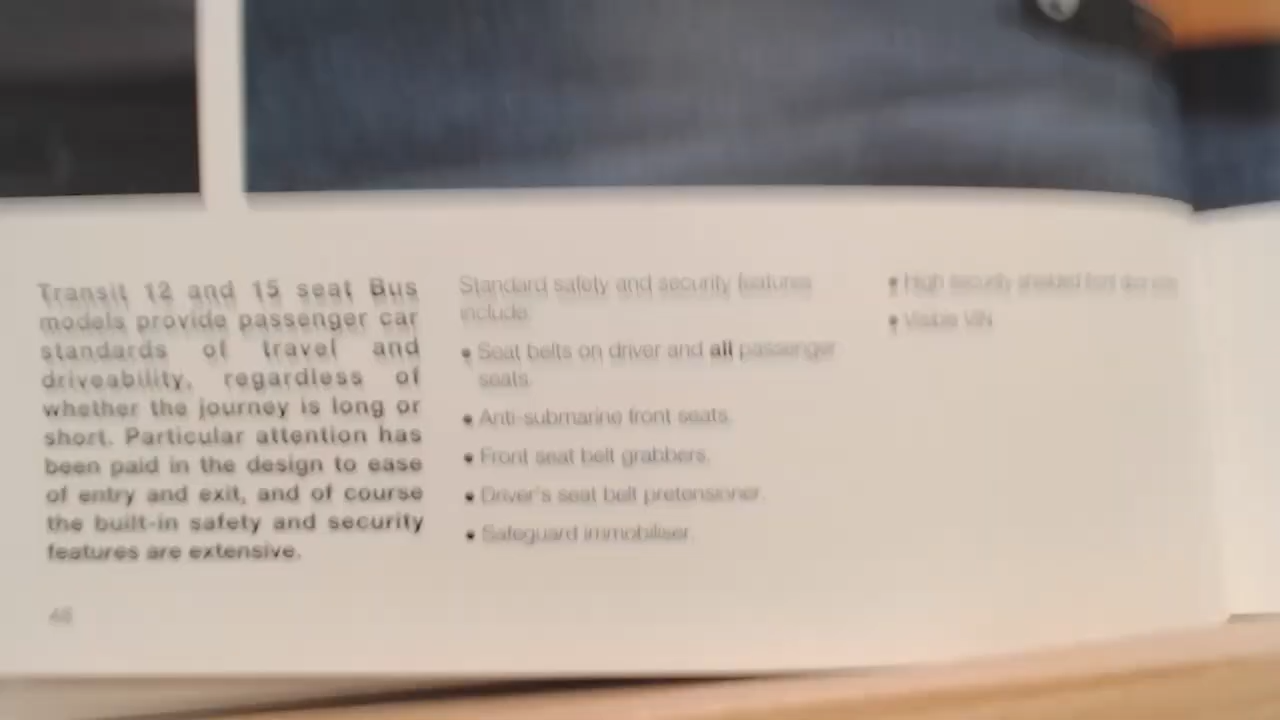 Transit 12 and 15 seat Bus
models provide passenger car
standards of travel and
driveability, regardless of
whether the journey is long or
short. Particular attention has
been paid in the design to ease
of entry and exit, and of course
the built-in safety and security
features are extensive.
46
Standard safety and security features
include:
• Seat belts on driver and all passenger
seats.
• Anti-submarine front seats.
• Front seat belt grabbers.
• Driver's seat belt pretensioner.
• Safeguard immobiliser.
• High security shielded
• Visible VIN